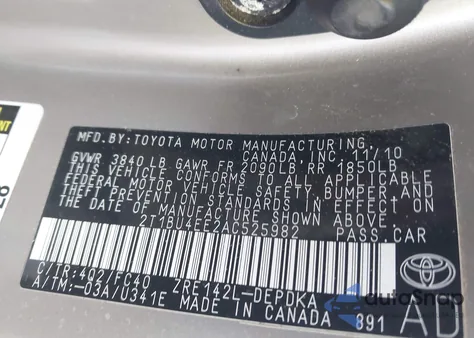 MFD. BY: TOYOTA MOTOR MANUFACTURING,
CANADA, INC. 11/10
GVWR 3840 LB GAWR FR 2090LB RR 1850LB
THIS VEHICLE CONFORMS TO ALL APPLICABLE
FEDERAL MOTOR VEHICLE SAFETY, BUMPER AND
THEFT PREVENTION STANDARDS IN EFFECT ON
THE DATE OF MANUFACTURE SHOWN ABOVE.
2T1BU4EE2AC525982 PASS.CAR
C/TR:4Q2/FC40 ZRE142L-DEPDKA
A/TM:-03A/U341E MADE IN CANADA 891
AD
TOYOTA
autoSnap